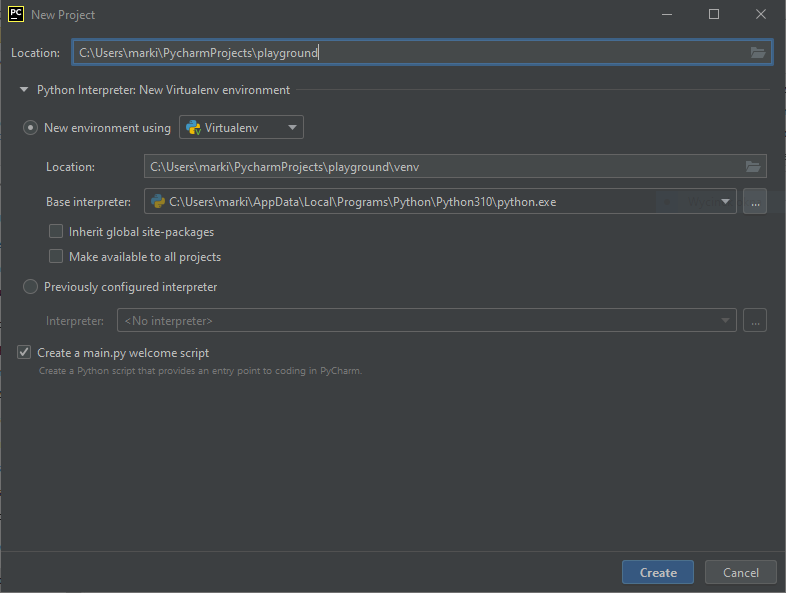 PC New Project
Location: C:\Users\marki\PycharmProjects\playground
Python Interpreter: New Virtualenv environment
New environment using Virtualenv
Location: C:\Users\marki\PycharmProjects\playground\venv
Base interpreter: C:\Users\marki\AppData\Local\Programs\Python\Python310\python.exe ...
Inherit global site-packages
Make available to all projects
Previously configured interpreter
Interpreter: <No interpreter> ...
Create a main.py welcome script
Create a Python script that provides an entry point to coding in PyCharm.
Create Cancel